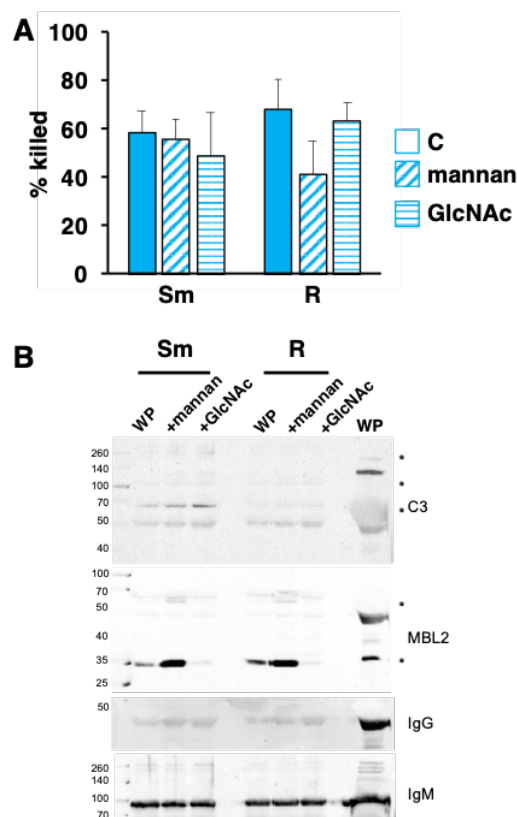 A
100
80
60
40
20
0
% killed
Sm R
C
mannan
GlcNAc
B
Sm R
WP +mannan +GlcNAc WP +mannan +GlcNAc WP
260
140
100
70
50
40
*
*
*
C3
100
70
50
40
35
25
*
MBL2
*
50
IgG
260
140
100
70
IgM